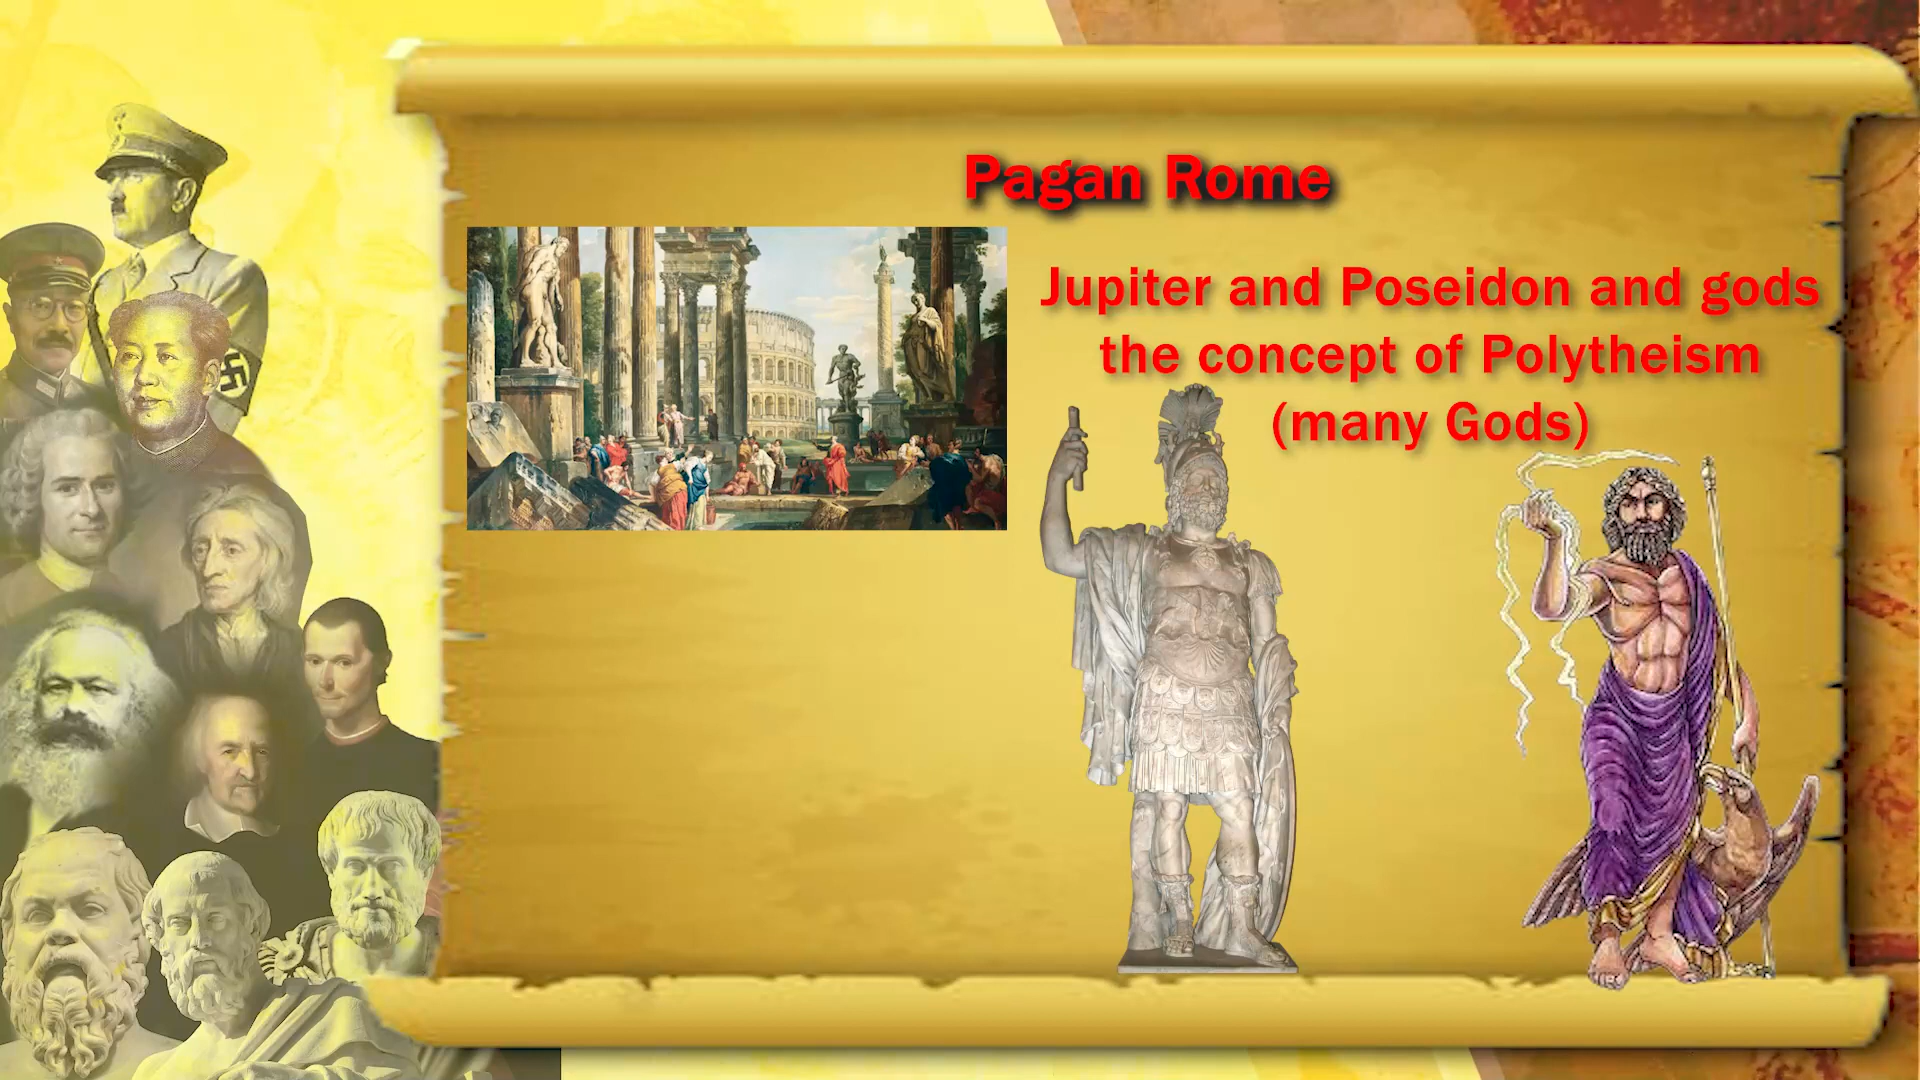 Pagan Rome
Jupiter and Poseidon and gods
the concept of Polytheism
(many Gods)